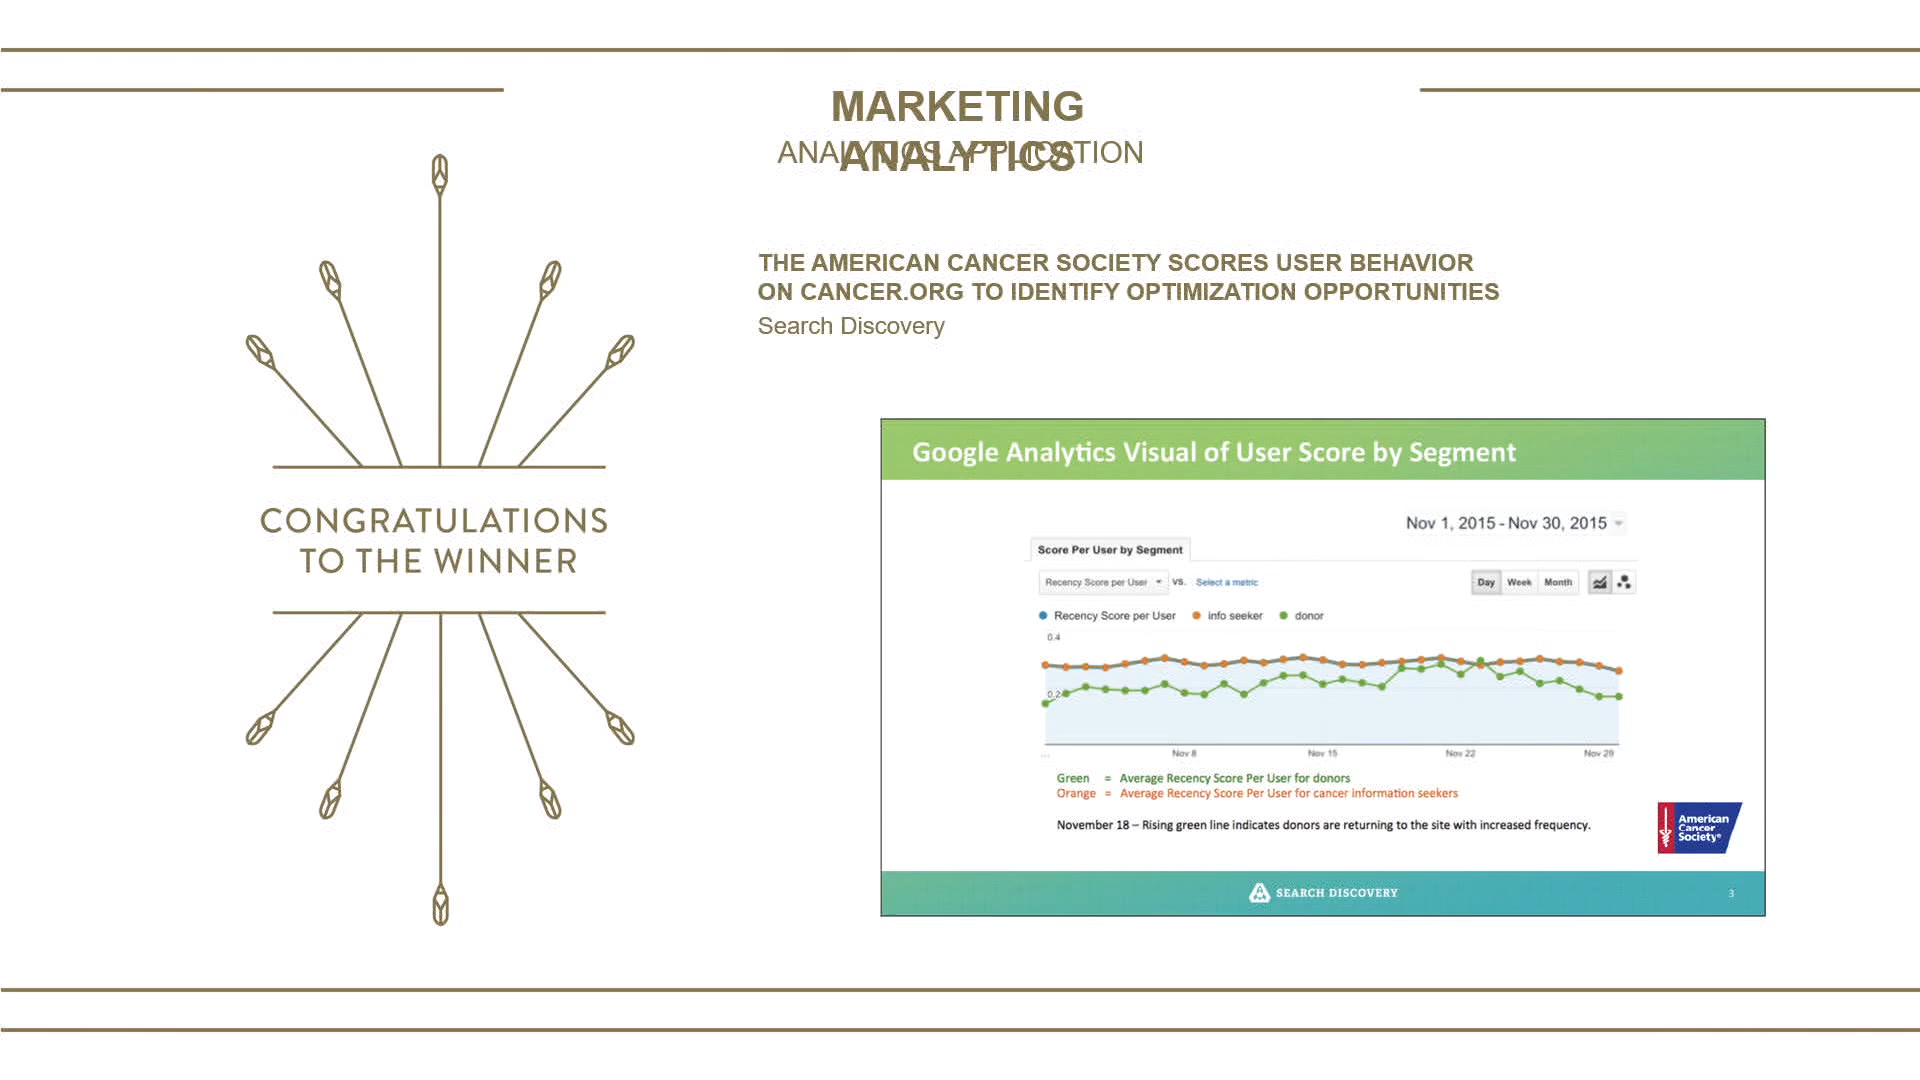 MARKETING
ANALYTICS
ANALYTICS APPLICATION
THE AMERICAN CANCER SOCIETY SCORES USER BEHAVIOR
ON CANCER.ORG TO IDENTIFY OPTIMIZATION OPPORTUNITIES
Search Discovery
CONGRATULATIONS
TO THE WINNER
Google Analytics Visual of User Score by Segment
Nov 1, 2015 - Nov 30, 2015
Score Per User by Segment
Recency Score per User VS. Select a metric
Day Week Month
Recency Score per User info seeker donor
0.4
0.2
... Nov 8 Nov 15 Nov 22 Nov 29
Green = Average Recency Score Per User for donors
Orange = Average Recency Score Per User for cancer information seekers
November 18 – Rising green line indicates donors are returning to the site with increased frequency.
American
Cancer
Society®
SEARCH DISCOVERY
3